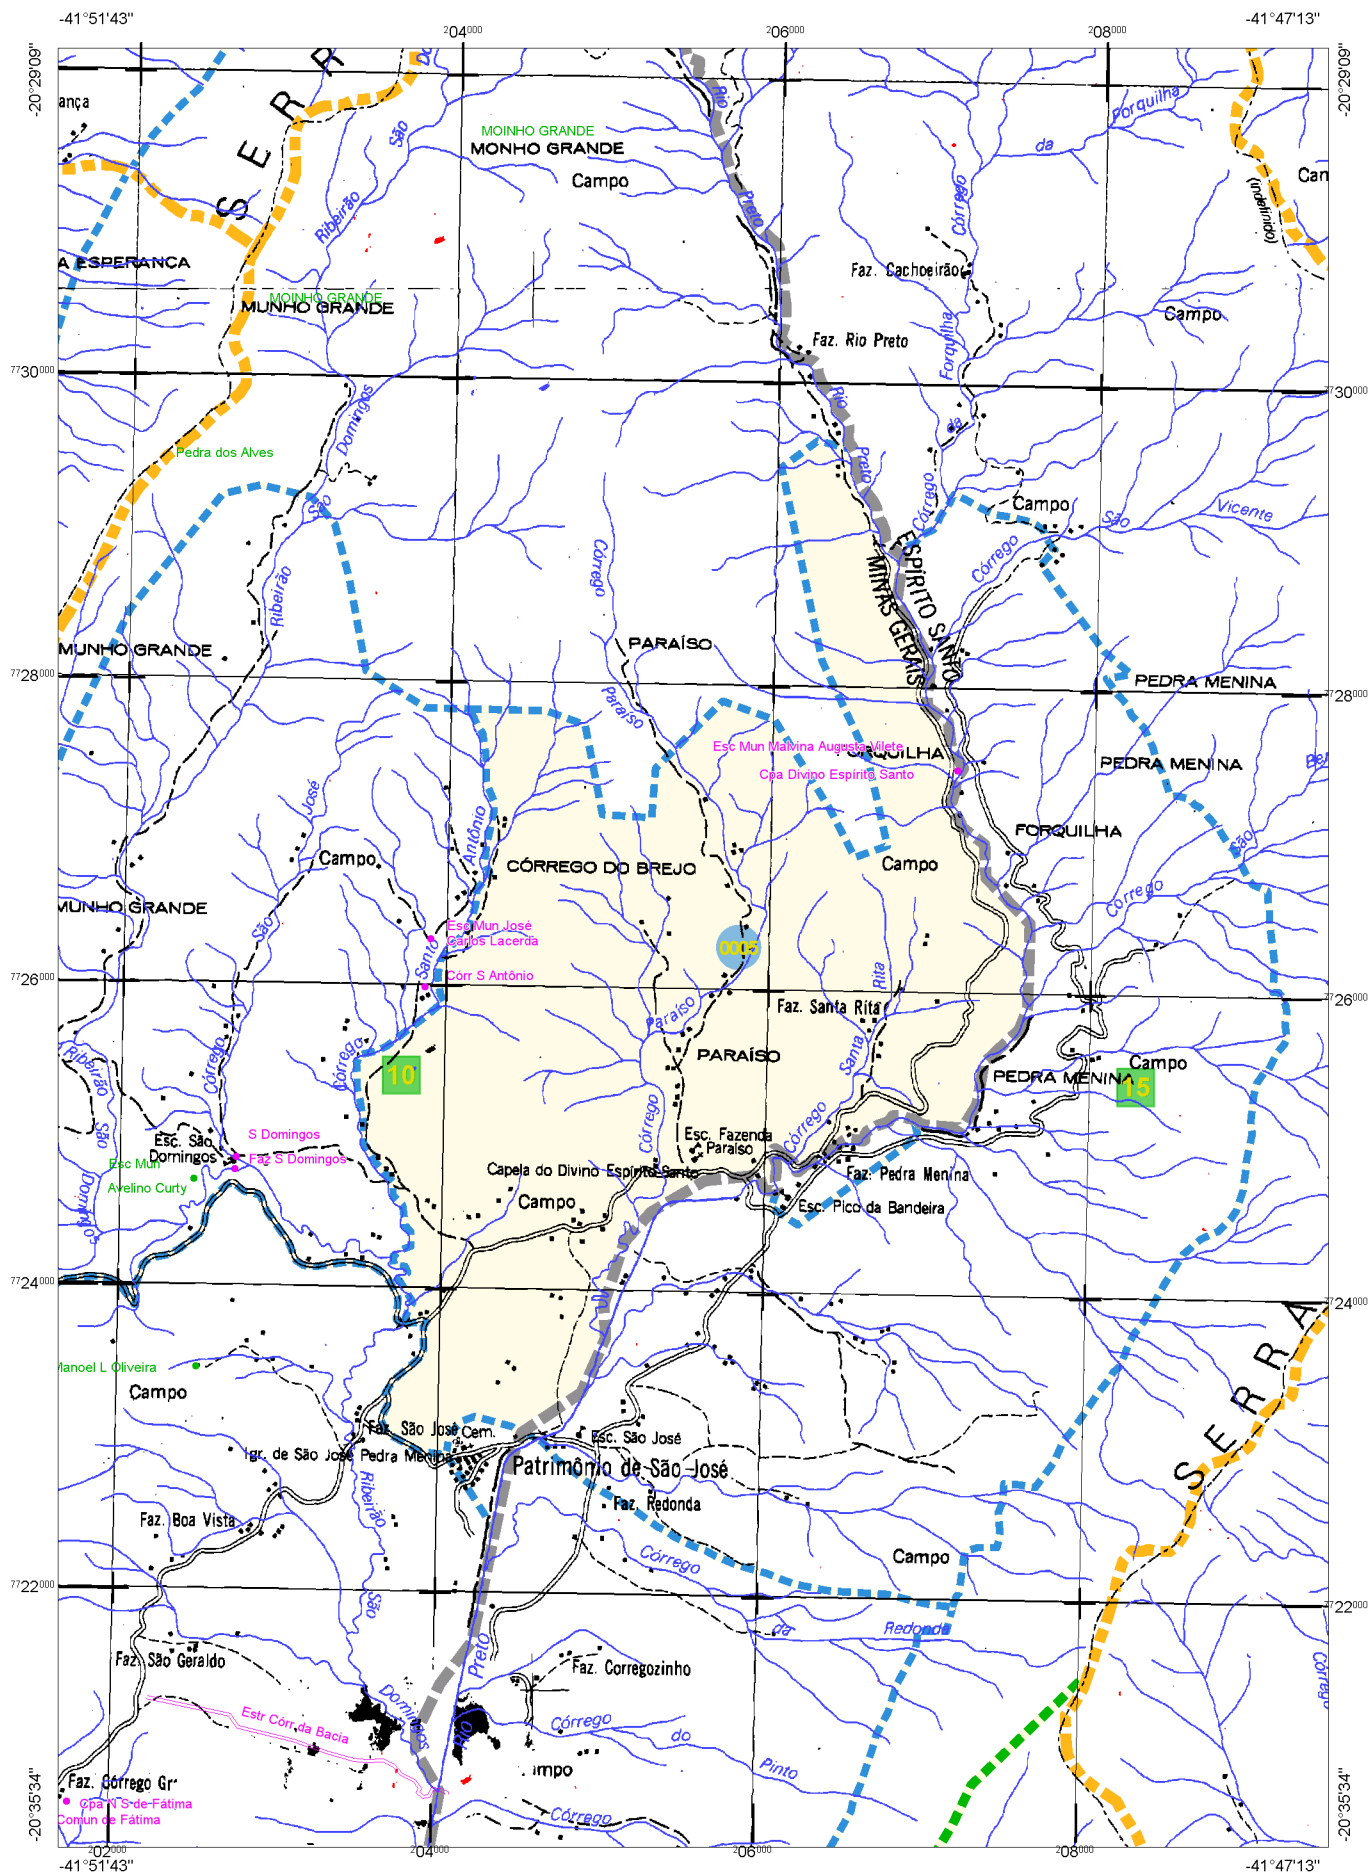 -41°51'43"
204000
206000
208000
-41°47'13"
-20°29'09"
-20°29'09"
ança
S E R R
Do
São
Ribeirão
MOINHO GRANDE
MONHO GRANDE
Campo
Rio
Preto
Forquilha
da
Córrego
Can
(indefinido)
A ESPERANÇA
MOINHO GRANDE
MUNHO GRANDE
Faz. Cachoeirão
Campo
Forquilha
Faz. Rio Preto
7730000
7730000
Domingos
Rio
da
Pedra dos Alves
Preto
São
Córrego
Campo
São
Vicente
Córrego
Córrego
ESPÍRITO SANTO
MINAS GERAIS
Ribeirão
MUNHO GRANDE
PARAÍSO
7728000
7728000
PEDRA MENINA
Paraíso
Esc Mun Malvina Augusta Vilete
FORQUILHA
PEDRA MENINA
Cpa Divino Espírito Santo
José
Antônio
FORQUILHA
São
Campo
CÓRREGO DO BREJO
Campo
Córrego
MUNHO GRANDE
São
Esc Mun José
Carlos Lacerda
0005
Santo
Córr S Antônio
Rita
7726000
7726000
Faz. Santa Rita
Paraíso
Ribeirão
Córrego
Córrego
PARAÍSO
Santa
Campo
10
PEDRA MENINA
15
São
S Domingos
Esc. São
Domingos
Faz S Domingos
Córrego
Esc. Fazenda
Paraíso
Córrego
Esc Mun
Avelino Curty
Capela do Divino Espírito Santo
Faz. Pedra Menina
Domingos
Campo
Esc. Pico da Bandeira
7724000
7724000
Manoel L Oliveira
Campo
S E R R A
Faz. São José
Cem.
Esc. São José
Igr. de São José Pedra Menina
Patrimônio de São José
Ribeirão
Faz. Redonda
Faz. Boa Vista
Córrego
Campo
7722000
7722000
São
da
Redonda
Preto
Faz. São Geraldo
Faz. Corregozinho
Córrego
Domingos
Estr Córr da Bacia
Rio
Córrego
do
Pinto
Faz. Córrego Gr
Cpa N S de Fátima
Comun de Fátima
Córrego
-20°35'34"
-20°35'34"
202000
204000
206000
208000
-41°51'43"
-41°47'13"